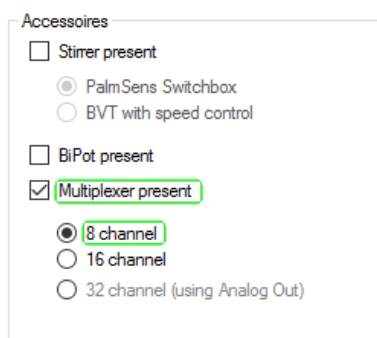 Accessoires
Stirrer present
PalmSens Switchbox
BVT with speed control
BiPot present
Multiplexer present
8 channel
16 channel
32 channel (using Analog Out)